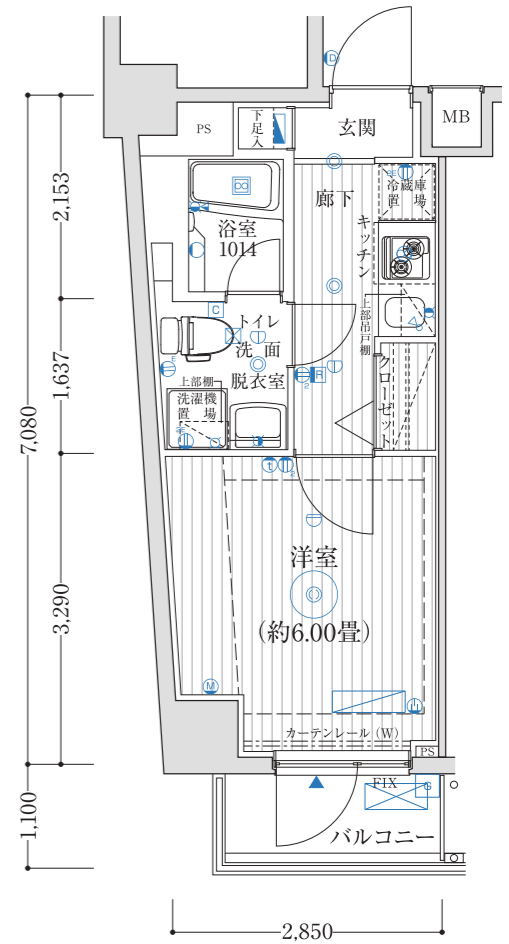 D
PS
下足入
玄関
MB
冷蔵庫
置場
廊下
浴室
1014
キッチン
上部吊戸棚
C
トイレ
洗面
脱衣室
上部棚
洗濯機
置場
R
クローゼット
2,153
1,637
7,080
3,290
1,100
t
2
洋室
(約6.00畳)
M
カーテンレール (W)
PS
G
FIX
バルコニー
2,850